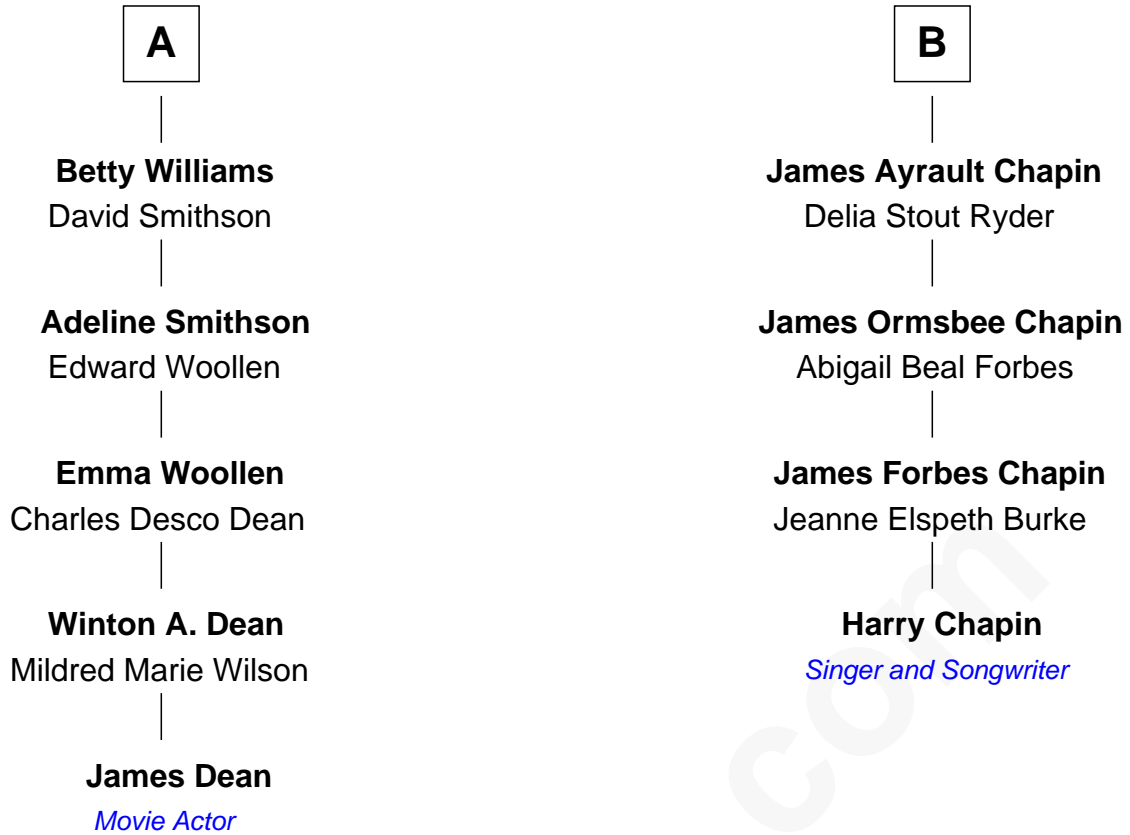 A
Betty Williams
David Smithson
Adeline Smithson
Edward Woollen
Emma Woollen
Charles Desco Dean
Winton A. Dean
Mildred Marie Wilson
James Dean
Movie Actor
B
James Ayrault Chapin
Delia Stout Ryder
James Ormsbee Chapin
Abigail Beal Forbes
James Forbes Chapin
Jeanne Elspeth Burke
Harry Chapin
Singer and Songwriter
com